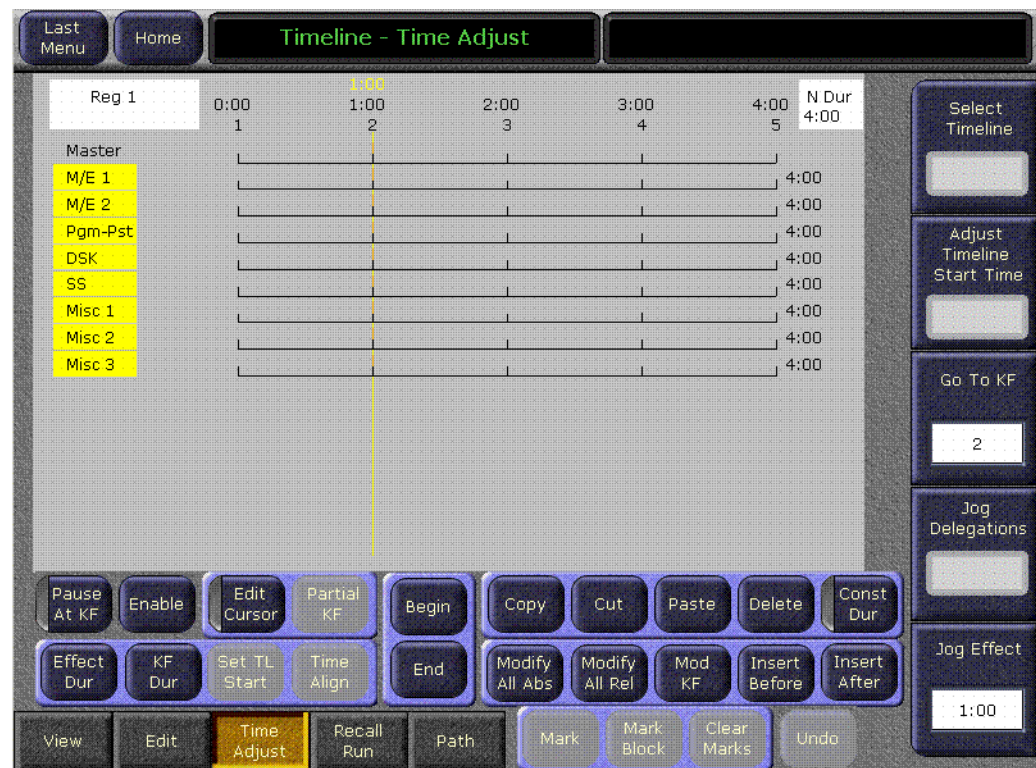 Last
Menu
Home
Timeline - Time Adjust
Reg 1
1:00
0:00 1:00 2:00 3:00 4:00
1 2 3 4 5
N Dur
4:00
Master
M/E 1 4:00
M/E 2 4:00
Pgm-Pst 4:00
DSK 4:00
SS 4:00
Misc 1 4:00
Misc 2 4:00
Misc 3 4:00
Select
Timeline
Adjust
Timeline
Start Time
Go To KF
2
Jog
Delegations
Jog Effect
1:00
Pause
At KF
Enable
Edit
Cursor
Partial
KF
Begin
Copy
Cut
Paste
Delete
Const
Dur
Effect
Dur
KF
Dur
Set TL
Start
Time
Align
End
Modify
All Abs
Modify
All Rel
Mod
KF
Insert
Before
Insert
After
View
Edit
Time
Adjust
Recall
Run
Path
Mark
Mark
Block
Clear
Marks
Undo